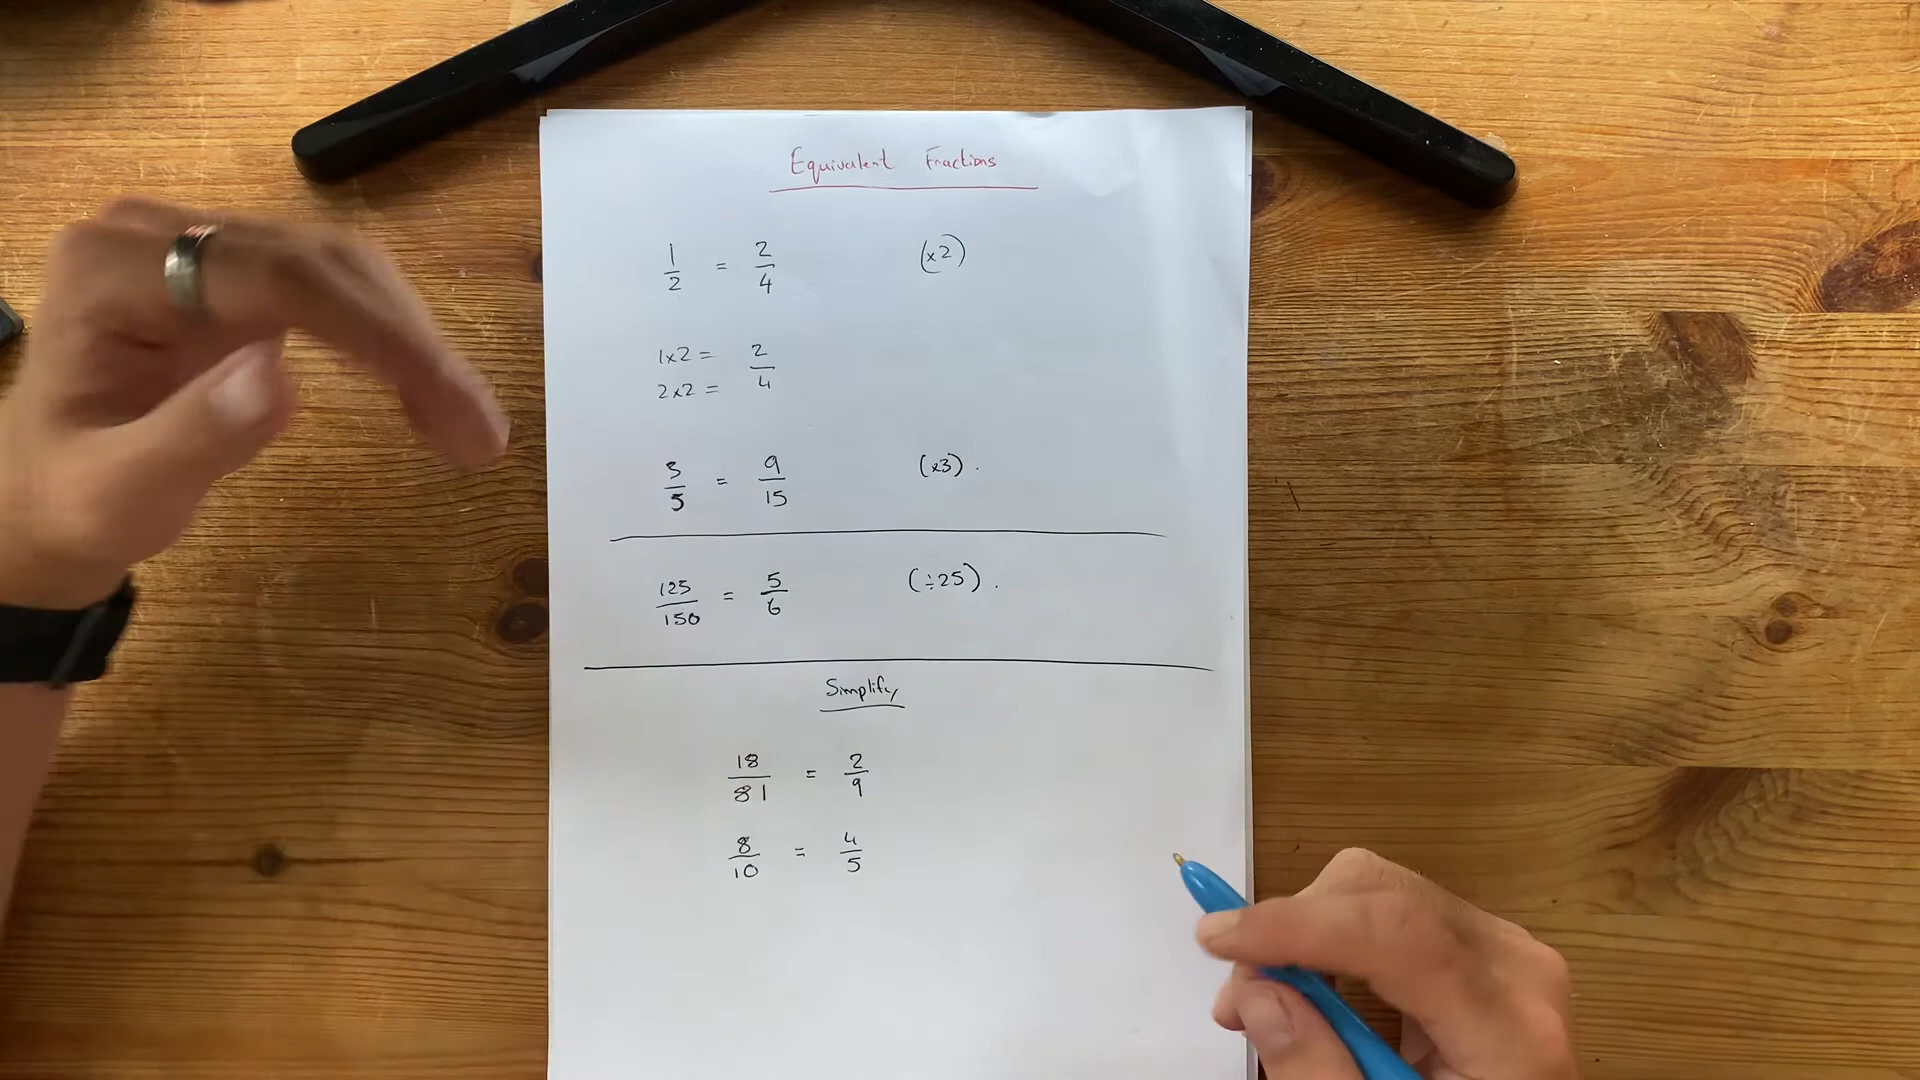 Equivalent Fractions
1/2 = 2/4 (x2)
1x2 = 2
2x2 = 4
3/5 = 9/15 (x3).
125/150 = 5/6 (÷25).
Simplify
18/81 = 2/9
8/10 = 4/5